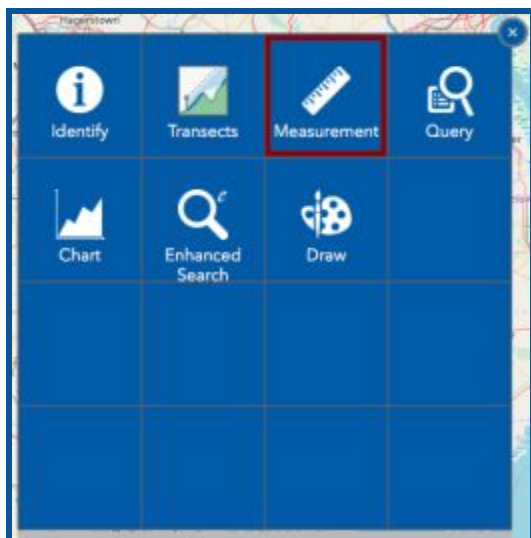 Hagerstown
Identify
Transects
Measurement
Query
Chart
Enhanced
Search
Draw